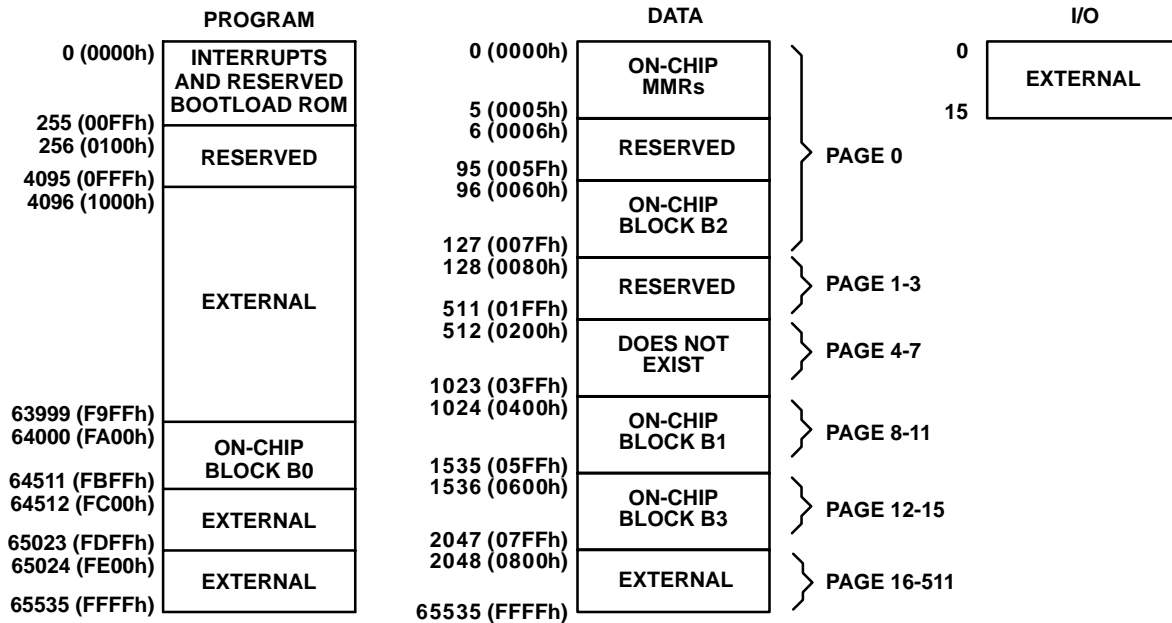 PROGRAM
0 (0000h)
INTERRUPTS
AND RESERVED
BOOTLOAD ROM
255 (00FFh)
256 (0100h)
RESERVED
4095 (0FFFh)
4096 (1000h)
EXTERNAL
63999 (F9FFh)
64000 (FA00h)
ON-CHIP
BLOCK B0
64511 (FBFFh)
64512 (FC00h)
EXTERNAL
65023 (FDFFh)
65024 (FE00h)
EXTERNAL
65535 (FFFFh)
DATA
0 (0000h)
ON-CHIP
MMRs
5 (0005h)
6 (0006h)
RESERVED
95 (005Fh)
96 (0060h)
ON-CHIP
BLOCK B2
127 (007Fh)
PAGE 0
128 (0080h)
RESERVED
511 (01FFh)
PAGE 1-3
512 (0200h)
DOES NOT
EXIST
1023 (03FFh)
PAGE 4-7
1024 (0400h)
ON-CHIP
BLOCK B1
1535 (05FFh)
PAGE 8-11
1536 (0600h)
ON-CHIP
BLOCK B3
2047 (07FFh)
PAGE 12-15
2048 (0800h)
EXTERNAL
65535 (FFFFh)
PAGE 16-511
I/O
0
EXTERNAL
15